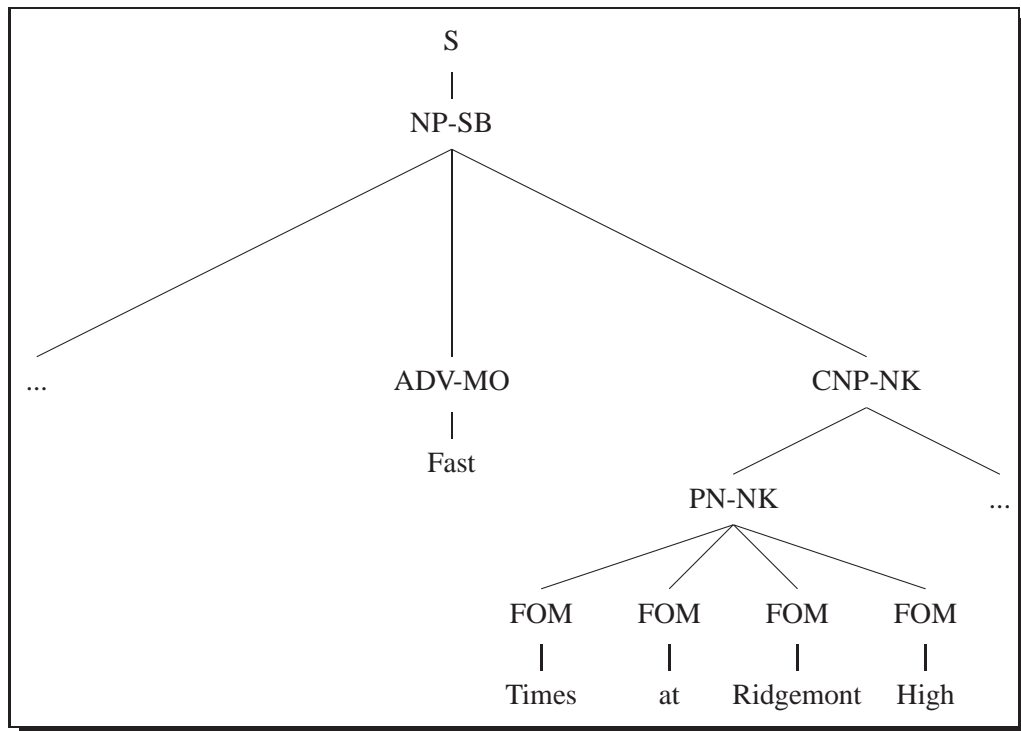 S
NP-SB
... ADV-MO CNP-NK
Fast
PN-NK ...
FOM FOM FOM FOM
Times at Ridgemont High